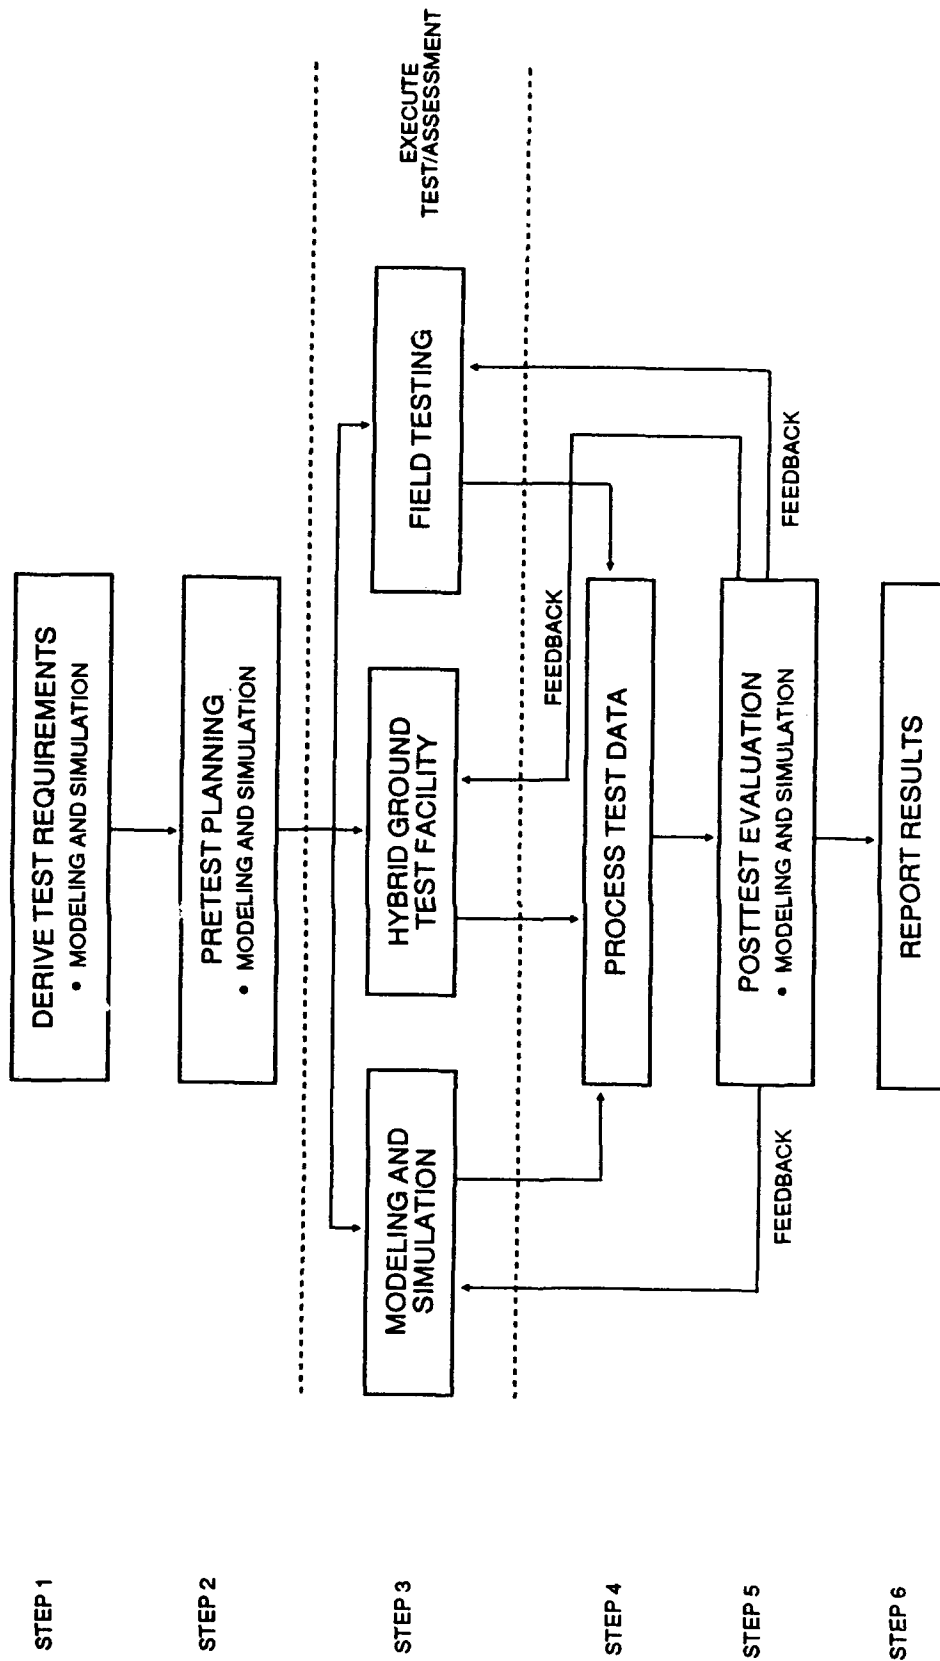 STEP 1
DERIVE TEST REQUIREMENTS
• MODELING AND SIMULATION
STEP 2
PRETEST PLANNING
• MODELING AND SIMULATION
STEP 3
MODELING AND
SIMULATION
HYBRID GROUND
TEST FACILITY
FIELD TESTING
EXECUTE
TEST/ASSESSMENT
FEEDBACK
STEP 4
PROCESS TEST DATA
STEP 5
FEEDBACK
POSTTEST EVALUATION
• MODELING AND SIMULATION
FEEDBACK
STEP 6
REPORT RESULTS